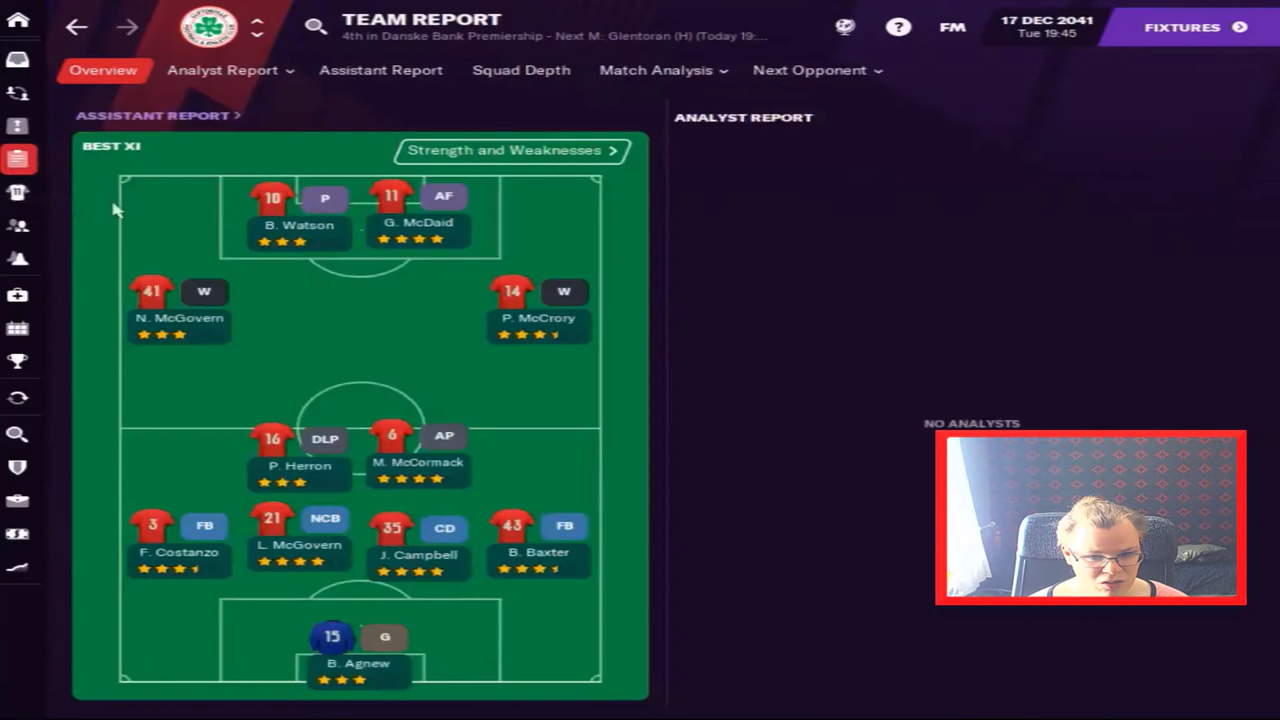 TEAM REPORT
4th in Danske Bank Premiership - Next M: Glentoran (H) (Today 19:...
FM
17 DEC 2041
Tue 19:45
FIXTURES
Overview
Analyst Report
Assistant Report
Squad Depth
Match Analysis
Next Opponent
ASSISTANT REPORT
ANALYST REPORT
BEST XI
Strength and Weaknesses
10 P
B. Watson
11 AF
G. McDaid
41 W
N. McGovern
14 W
P. McCrory
16 DLP
P. Herron
6 AP
M. McCormack
3 FB
F. Costanzo
21 NCB
L. McGovern
35 CD
J. Campbell
43 FB
B. Baxter
15 G
B. Agnew
NO ANALYSTS